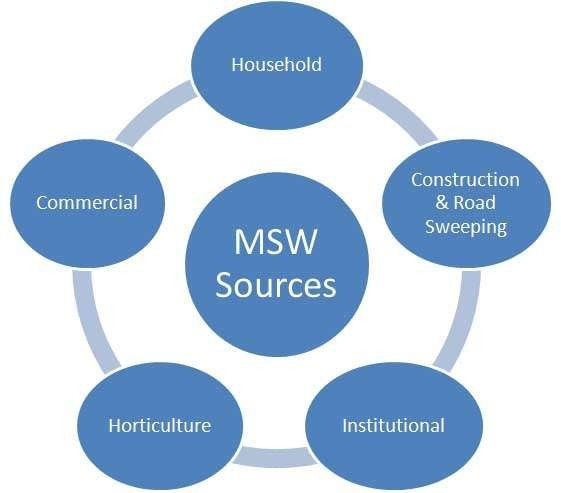 Household
Construction
& Road
Sweeping
Institutional
Horticulture
Commercial
MSW
Sources